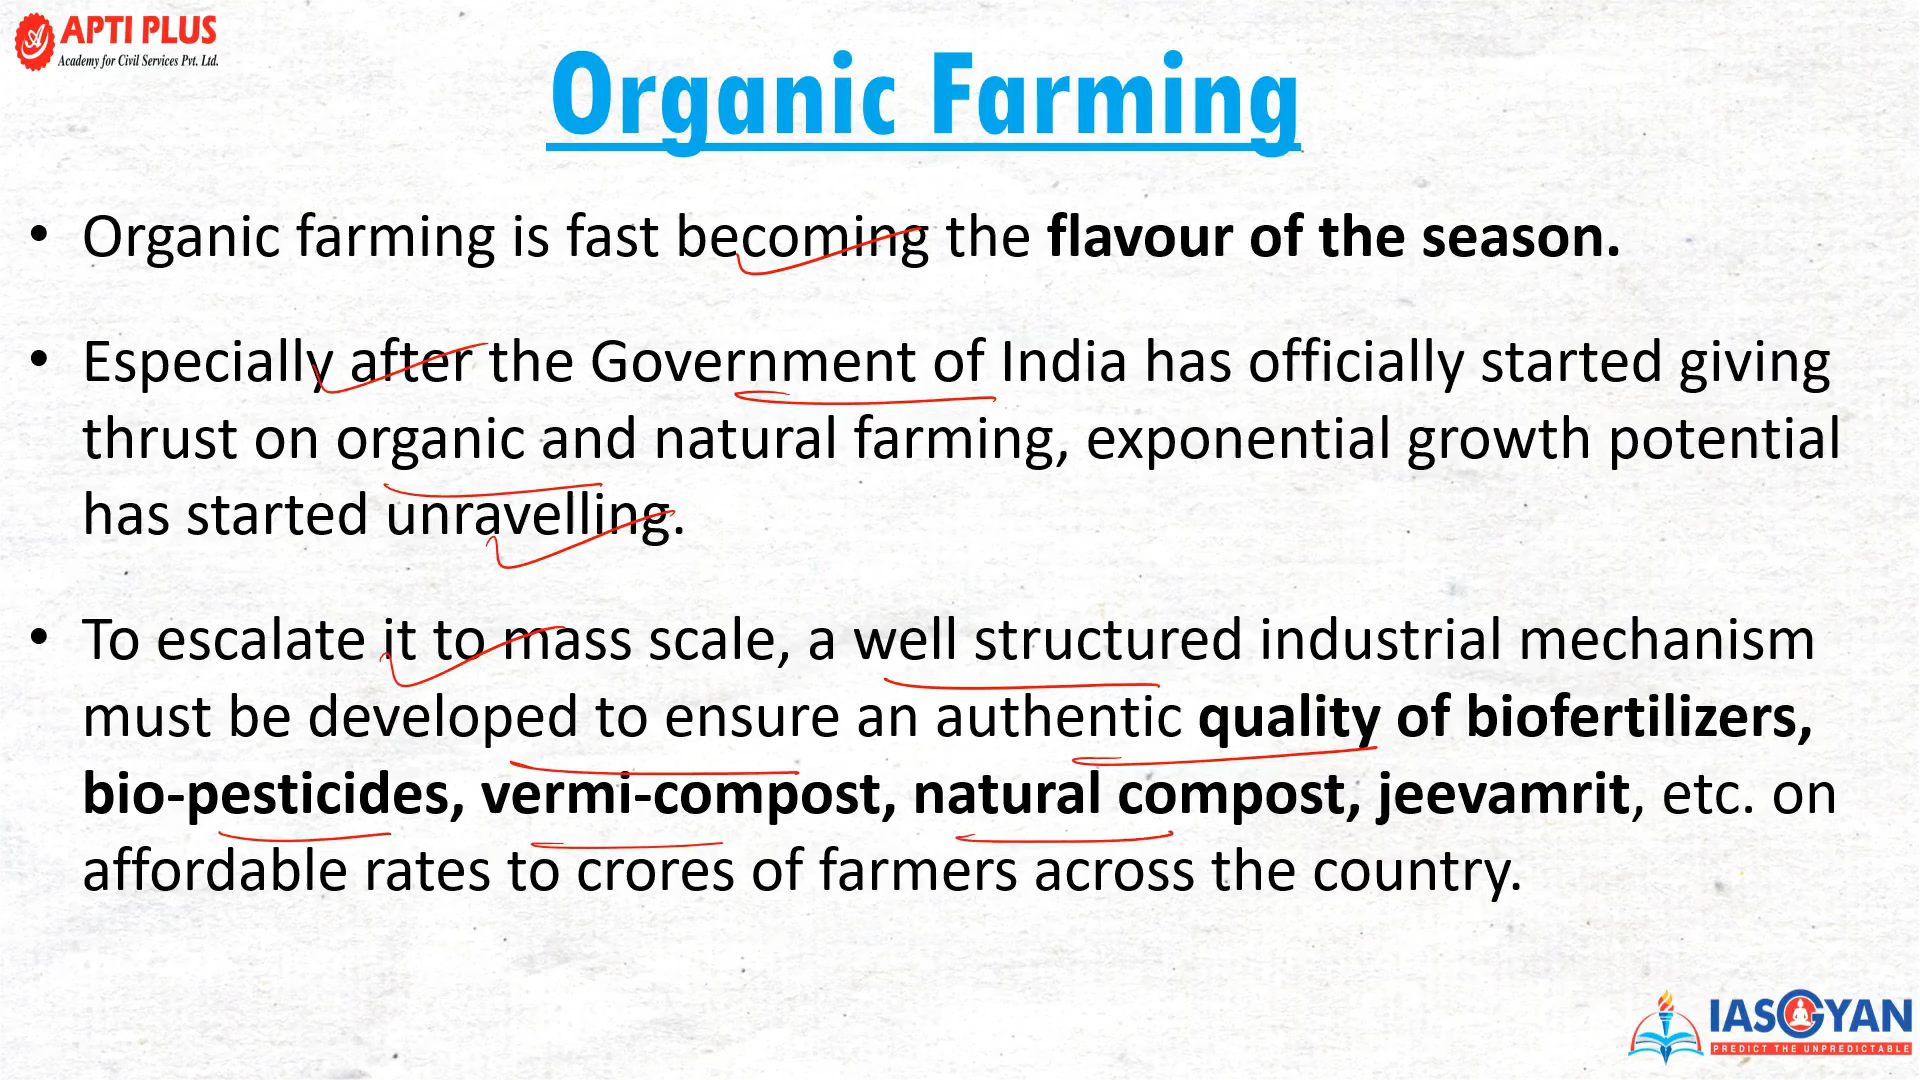 APTI PLUS
Academy for Civil Services Pvt. Ltd.
Organic Farming
• Organic farming is fast becoming the flavour of the season.
• Especially after the Government of India has officially started giving
thrust on organic and natural farming, exponential growth potential
has started unravelling.
• To escalate it to mass scale, a well structured industrial mechanism
must be developed to ensure an authentic quality of biofertilizers,
bio-pesticides, vermi-compost, natural compost, jeevamrit, etc. on
affordable rates to crores of farmers across the country.
IASGYAN
PREDICT THE UNPREDICTABLE